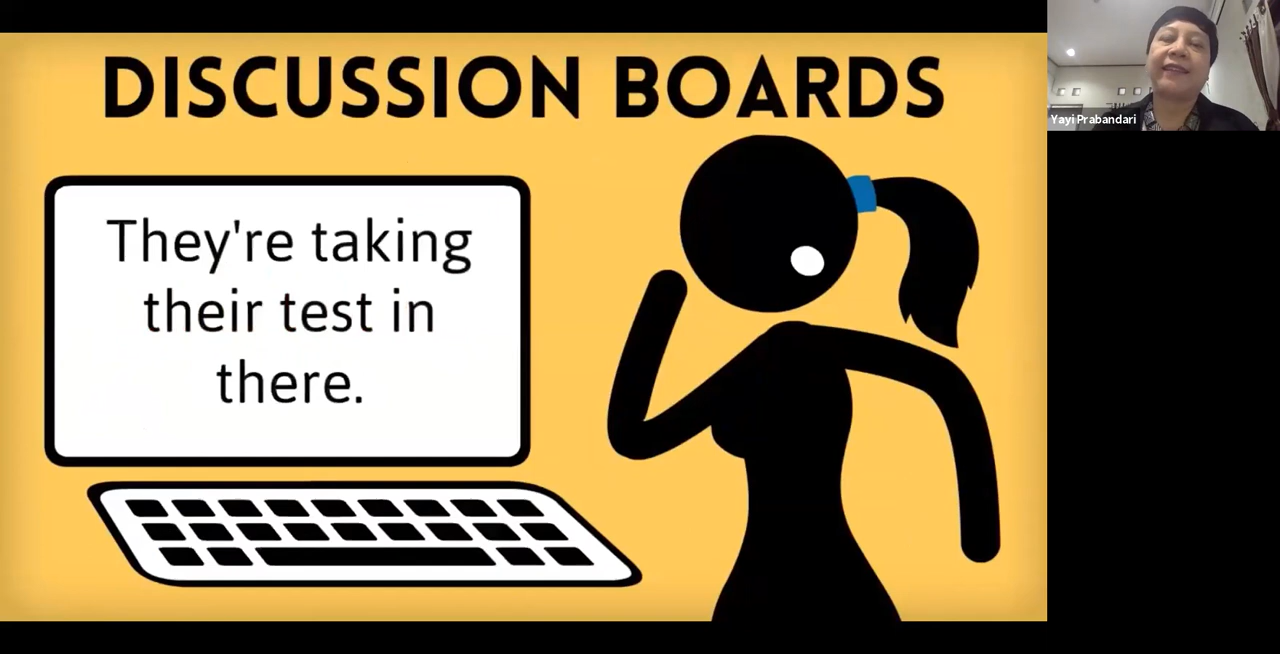 DISCUSSION BOARDS
They're taking
their test in
there.
Yayi Prabandari